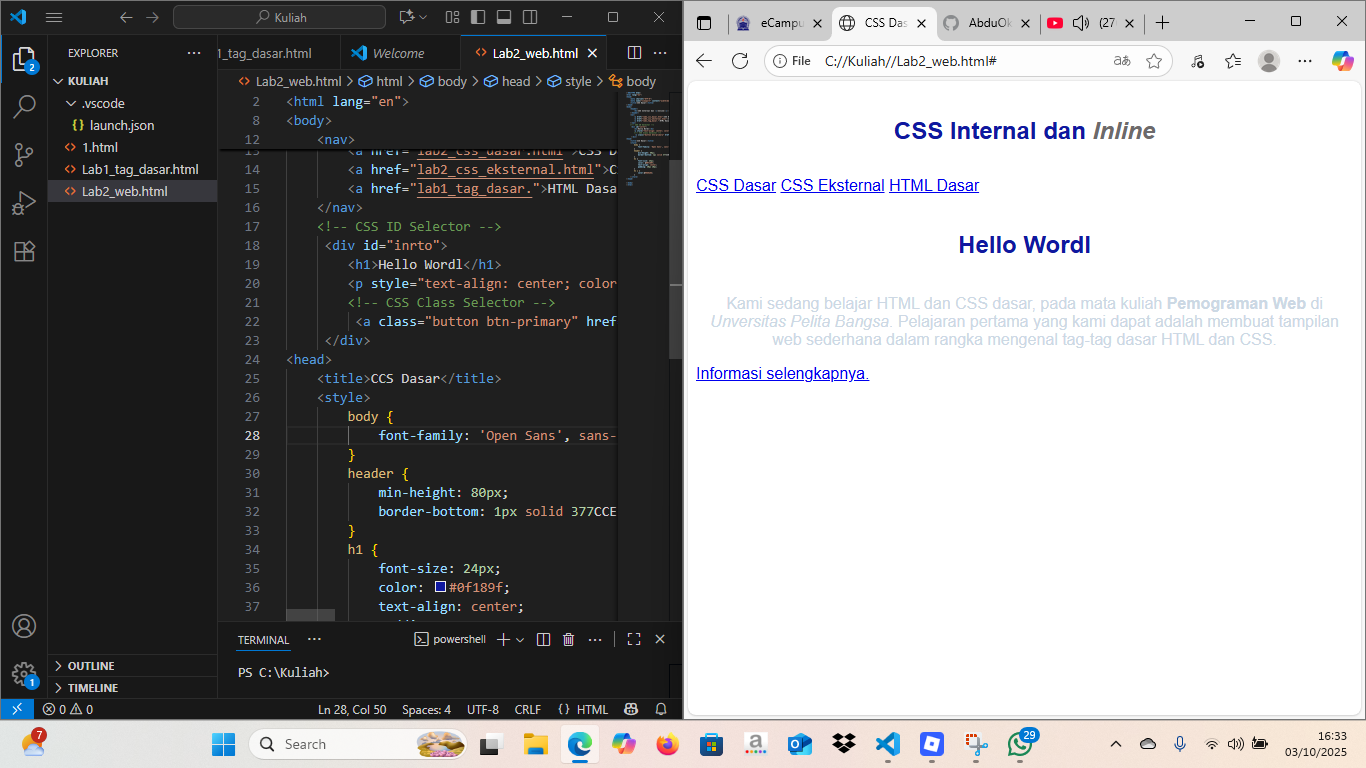 Kuliah
eCampu
CSS Das
AbduOk
(27
EXPLORER
1_tag_dasar.html
Welcome
Lab2_web.html
File
C://Kuliah//Lab2_web.html#
KULIAH
Lab2_web.html > html > body > head > style > body
.vscode
launch.json
1.html
Lab1_tag_dasar.html
Lab2_web.html
2 <html lang="en">
8 <body>
12 <nav>
13 <a href="lab2_css_dasar.html">CSS D
14 <a href="lab2_css_eksternal.html">C
15 <a href="lab1_tag_dasar.">HTML Dasa
16 </nav>
17 <!-- CSS ID Selector -->
18 <div id="inrto">
19 <h1>Hello Wordl</h1>
20 <p style="text-align: center; color
21 <!-- CSS Class Selector -->
22 <a class="button btn-primary" href
23 </div>
24 <head>
25 <title>CCS Dasar</title>
26 <style>
27 body {
28 font-family: 'Open Sans', sans-
29 }
30 header {
31 min-height: 80px;
32 border-bottom: 1px solid 377CCE
33 }
34 h1 {
35 font-size: 24px;
36 color: #0f189f;
37 text-align: center;
CSS Internal dan Inline
CSS Dasar CSS Eksternal HTML Dasar
Hello Wordl
Kami sedang belajar HTML dan CSS dasar, pada mata kuliah Pemograman Web di
Unversitas Pelita Bangsa. Pelajaran pertama yang kami dapat adalah membuat tampilan
web sederhana dalam rangka mengenal tag-tag dasar HTML dan CSS.
Informasi selengkapnya.
TERMINAL
powershell
PS C:\Kuliah>
OUTLINE
TIMELINE
2
1
0 0
Ln 28, Col 50 Spaces: 4 UTF-8 CRLF {} HTML
7
Search
29
16:33
03/10/2025